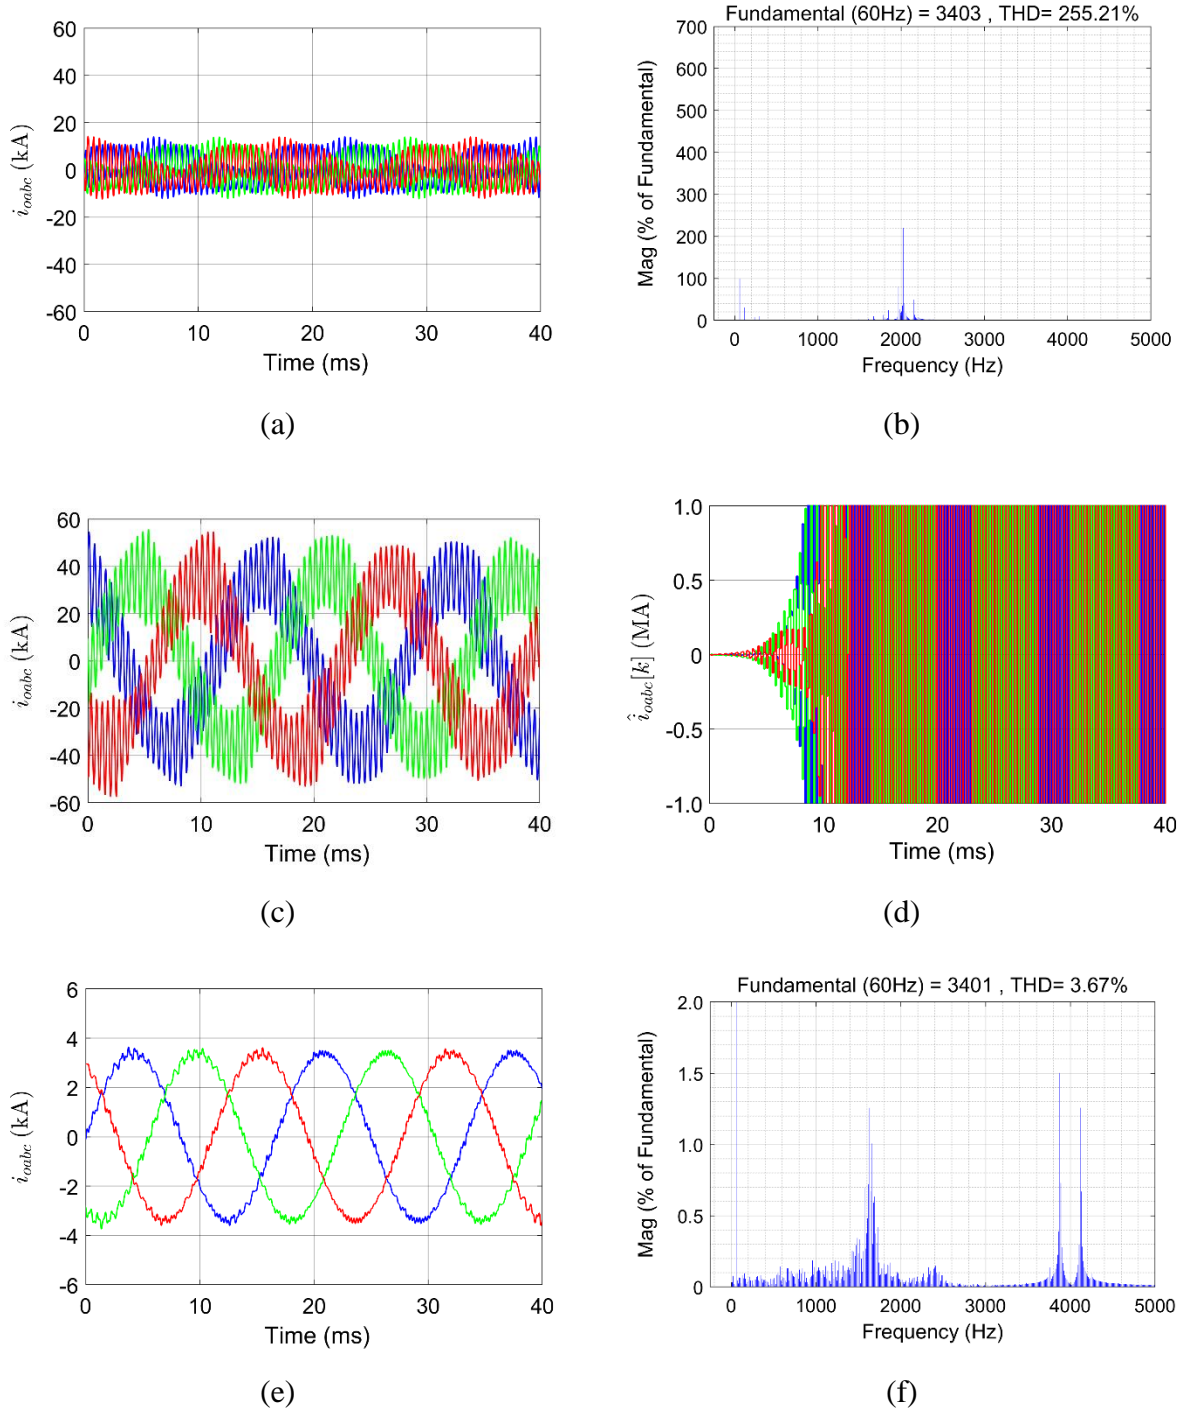 60
40
20
0
-20
-40
-60
i_oabc (kA)
0 10 20 30 40
Time (ms)
(a)
Fundamental (60Hz) = 3403 , THD= 255.21%
700
600
500
400
300
200
100
0
Mag (% of Fundamental)
0 1000 2000 3000 4000 5000
Frequency (Hz)
(b)
60
40
20
0
-20
-40
-60
i_oabc (kA)
0 10 20 30 40
Time (ms)
(c)
1.0
0.5
0
-0.5
-1.0
î_oabc[k] (MA)
0 10 20 30 40
Time (ms)
(d)
6
4
2
0
-2
-4
-6
i_oabc (kA)
0 10 20 30 40
Time (ms)
(e)
Fundamental (60Hz) = 3401 , THD= 3.67%
2.0
1.5
1.0
0.5
0
Mag (% of Fundamental)
0 1000 2000 3000 4000 5000
Frequency (Hz)
(f)